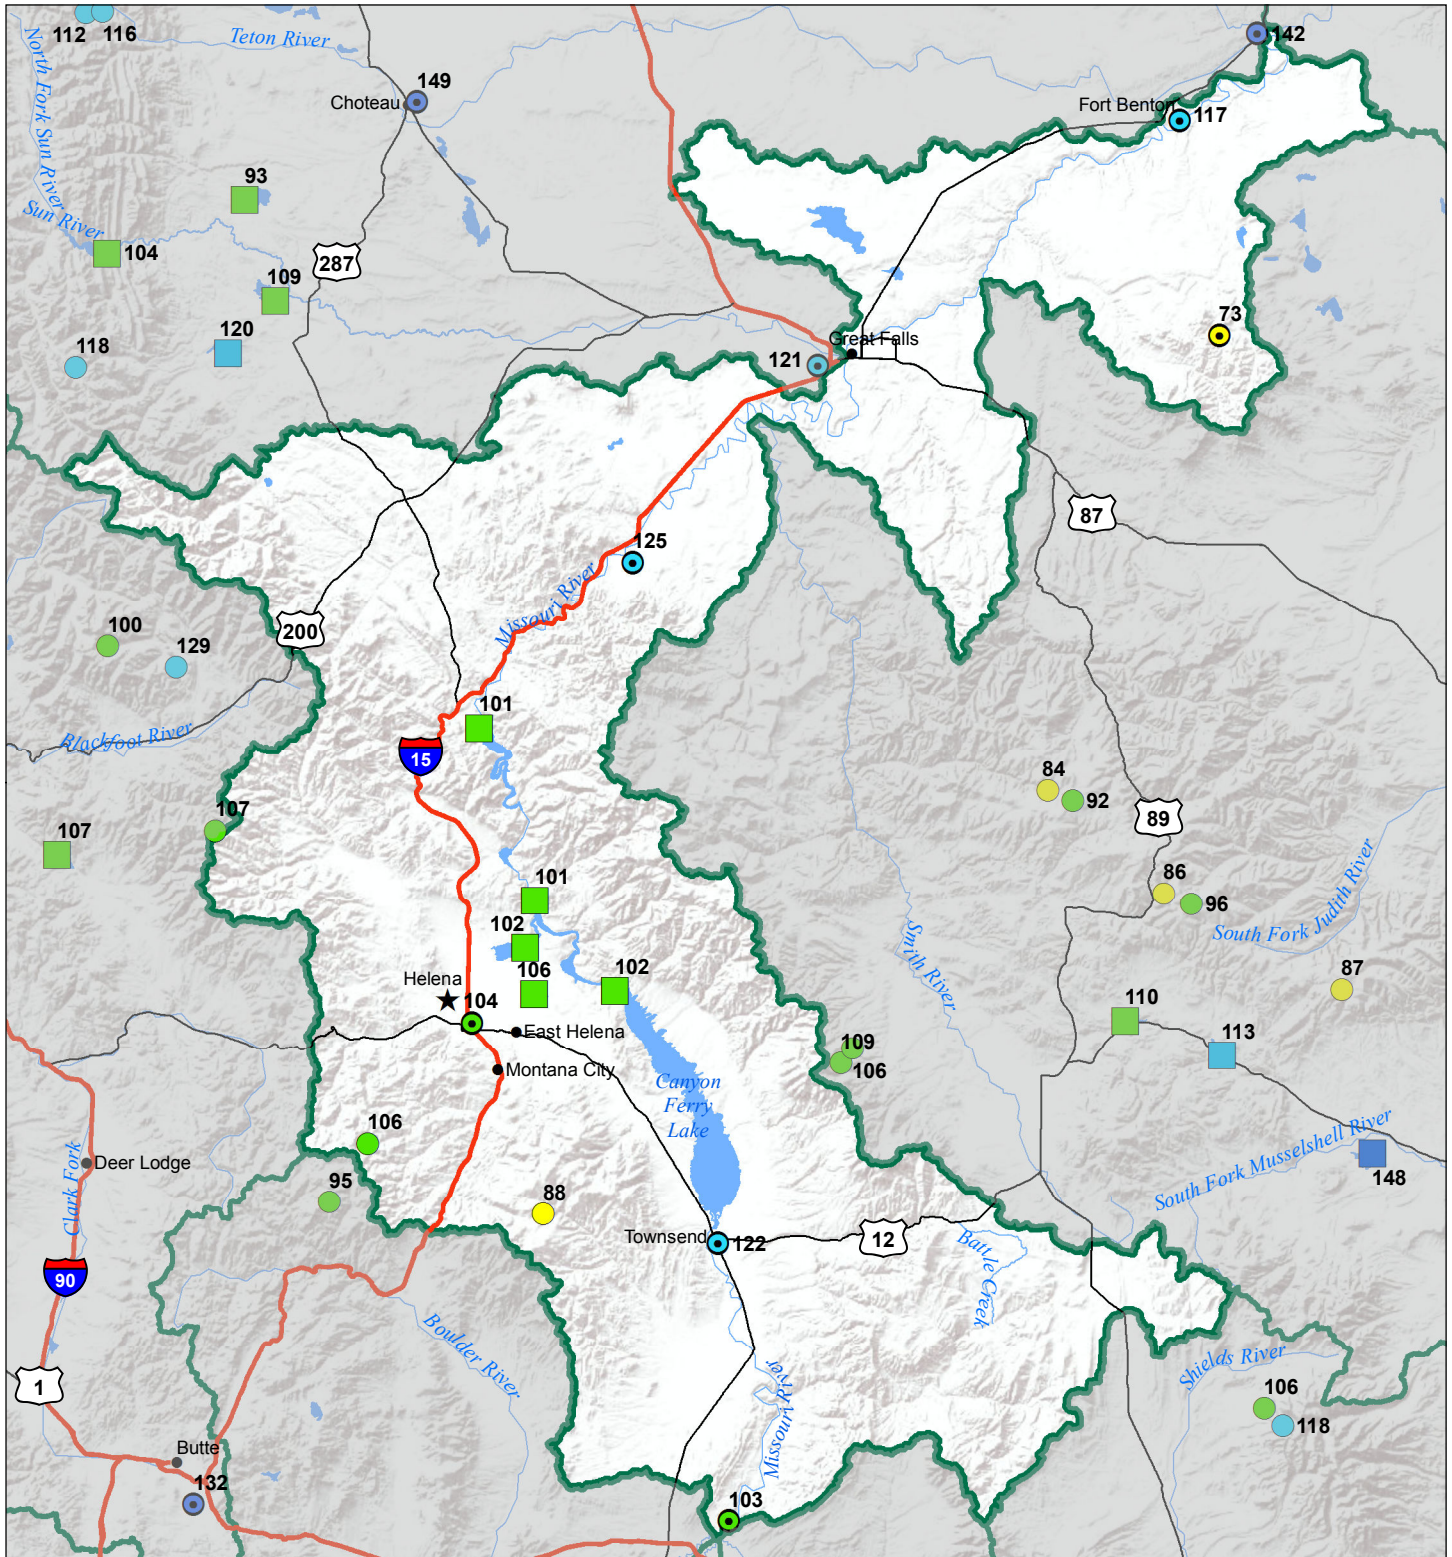 112
116
Teton River
142
149
Choteau
Fort Benton
117
North Fork Sun River
93
Sun River
104
287
109
73
120
118
Great Falls
121
87
125
Missouri River
100
200
129
101
Blackfoot River
15
84
92
107
89
107
86
101
96
South Fork Judith River
102
Smith River
106
102
87
Helena
104
110
East Helena
109
113
106
Montana City
Canyon
Ferry
Lake
106
South Fork Musselshell River
Deer Lodge
148
Clark Fork
95
88
Townsend
122
12
Battle Creek
90
Boulder River
Shields River
1
Missouri River
106
118
Butte
132
103